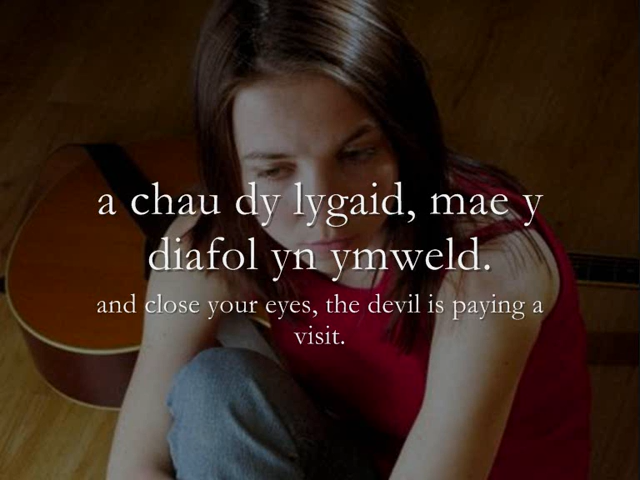 a chau dy lygaid, mae y
diafol yn ymweld.
and close your eyes, the devil is paying a
visit.